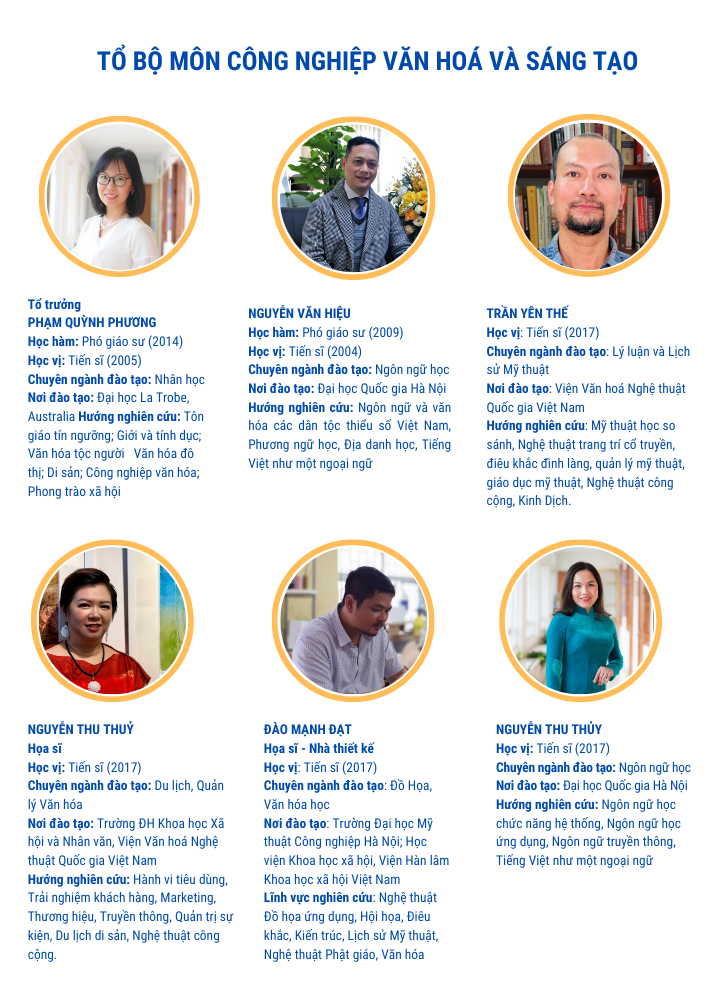 TỔ BỘ MÔN CÔNG NGHIỆP VĂN HOÁ VÀ SÁNG TẠO
Tổ trưởng
PHẠM QUỲNH PHƯƠNG
Học hàm: Phó giáo sư (2014)
Học vị: Tiến sĩ (2005)
Chuyên ngành đào tạo: Nhân học
Nơi đào tạo: Đại học La Trobe,
Australia Hướng nghiên cứu: Tôn
giáo tín ngưỡng; Giới và tính dục;
Văn hóa tộc người Văn hóa đô
thị; Di sản; Công nghiệp văn hóa;
Phong trào xã hội
NGUYỄN VĂN HIỆU
Học hàm: Phó giáo sư (2009)
Học vị: Tiến sĩ (2004)
Chuyên ngành đào tạo: Ngôn ngữ học
Nơi đào tạo: Đại học Quốc gia Hà Nội
Hướng nghiên cứu: Ngôn ngữ và văn
hóa các dân tộc thiểu số Việt Nam,
Phương ngữ học, Địa danh học, Tiếng
Việt như một ngoại ngữ
TRẦN YÊN THẾ
Học vị: Tiến sĩ (2017)
Chuyên ngành đào tạo: Lý luận và Lịch
sử Mỹ thuật
Nơi đào tạo: Viện Văn hoá Nghệ thuật
Quốc gia Việt Nam
Hướng nghiên cứu: Mỹ thuật học so
sánh, Nghệ thuật trang trí cổ truyền,
điêu khắc đình làng, quản lý mỹ thuật,
giáo dục mỹ thuật, Nghệ thuật công
cộng, Kinh Dịch.
NGUYỄN THU THUỶ
Họa sĩ
Học vị: Tiến sĩ (2017)
Chuyên ngành đào tạo: Du lịch, Quản
lý Văn hóa
Nơi đào tạo: Trường ĐH Khoa học Xã
hội và Nhân văn, Viện Văn hoá Nghệ
thuật Quốc gia Việt Nam
Hướng nghiên cứu: Hành vi tiêu dùng,
Trải nghiệm khách hàng, Marketing,
Thương hiệu, Truyền thông, Quản trị sự
kiện, Du lịch di sản, Nghệ thuật công
cộng.
ĐÀO MẠNH ĐẠT
Họa sĩ - Nhà thiết kế
Học vị: Tiến sĩ (2017)
Chuyên ngành đào tạo: Đồ Họa,
Văn hóa học
Nơi đào tạo: Trường Đại học Mỹ
thuật Công nghiệp Hà Nội; Học
viện Khoa học xã hội, Viện Hàn lâm
Khoa học xã hội Việt Nam
Lĩnh vực nghiên cứu: Nghệ thuật
Đồ họa ứng dụng, Hội họa, Điêu
khắc, Kiến trúc, Lịch sử Mỹ thuật,
Nghệ thuật Phật giáo, Văn hóa
NGUYỄN THU THỦY
Học vị: Tiến sĩ (2017)
Chuyên ngành đào tạo: Ngôn ngữ học
Nơi đào tạo: Đại học Quốc gia Hà Nội
Hướng nghiên cứu: Ngôn ngữ học
chức năng hệ thống, Ngôn ngữ học
ứng dụng, Ngôn ngữ truyền thông,
Tiếng Việt như một ngoại ngữ